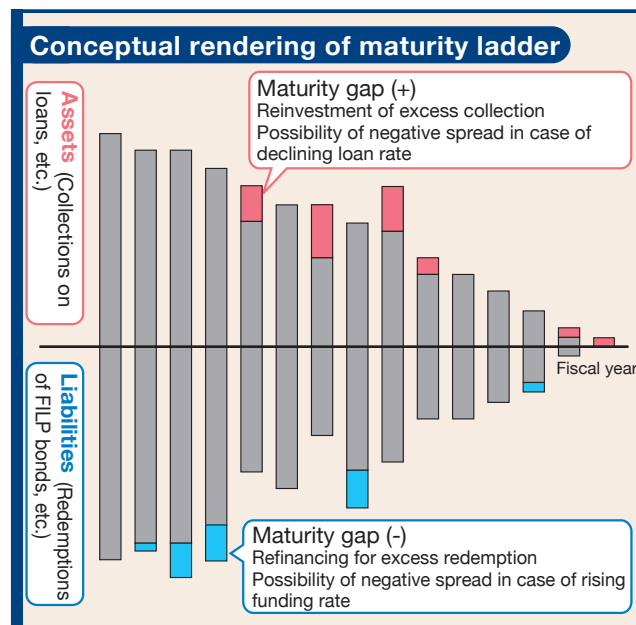 Conceptual rendering of maturity ladder
Assets (Collections on
loans, etc.)
Maturity gap (+)
Reinvestment of excess collection
Possibility of negative spread in case of
declining loan rate
Fiscal year
Liabilities (Redemptions
of FILP bonds, etc.)
Maturity gap (-)
Refinancing for excess redemption
Possibility of negative spread in case of rising
funding rate